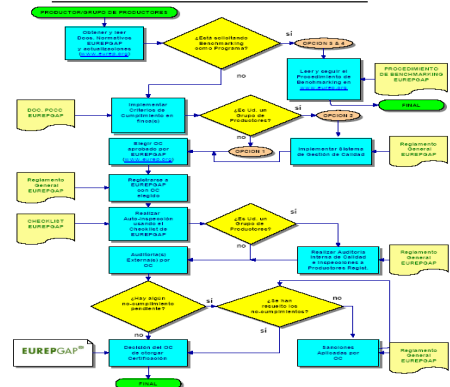 PRODUCTOR/GRUPO DE PRODUCTORES
Obtener y leer
Docs. Normativos
EUREPGAP
y actualizaciones
(www.eurep.org)
¿Está solicitando
Benchmarking
como Programa?
si
OPCION 3 & 4
no
Leer y seguir el
Procedimiento de
Benchmarking en
www.eurep.org
PROCEDIMIENTO
DE BENCHMARKING
EUREPGAP
FINAL
DOC. PCCC
EUREPGAP
Implementar
Criterios de
Cumplimiento en
finca(s)
¿Es Ud. un
Grupo de
Productores?
si
OPCION 2
no
OPCION 1
Elegir OC
aprobado por
EUREPGAP
(www.eurep.org)
Implementar Sistema
de Gestión de Calidad
Reglamento
General
EUREPGAP
Reglamento
General
EUREPGAP
Registrarse a
EUREPGAP
con OC
elegido
CHECKLIST
EUREPGAP
Realizar
Auto-inspección
usando el
Checklist de
EUREPGAP
¿Es Ud. un
Grupo de
Productores?
si
no
Auditoría(s)
Externa(s) por
OC
Realizar Auditoría
Interna de Calidad
e Inspecciones a
Productores Regist.
Reglamento
General
EUREPGAP
¿Hay algún
no-cumplimiento
pendiente?
sí
¿Se han
resuelto los
no-cumpimientos?
no
no
sí
EUREPGAP
Decisión del OC
de otorgar
Certificación
Sanciones
Aplicadas por
OC
Reglamento
General
EUREPGAP
FINAL